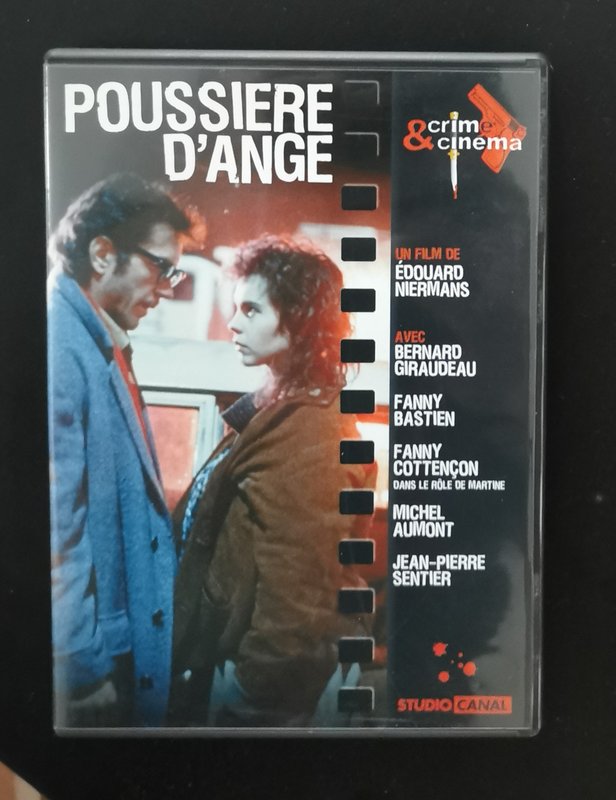 POUSSIERE
D'ANGE
crime
& cinema
UN FILM DE
ÉDOUARD
NIERMANS
AVEC
BERNARD
GIRAUDEAU
FANNY
BASTIEN
FANNY
COTTENÇON
DANS LE RÔLE DE MARTINE
MICHEL
AUMONT
JEAN-PIERRE
SENTIER
STUDIO CANAL